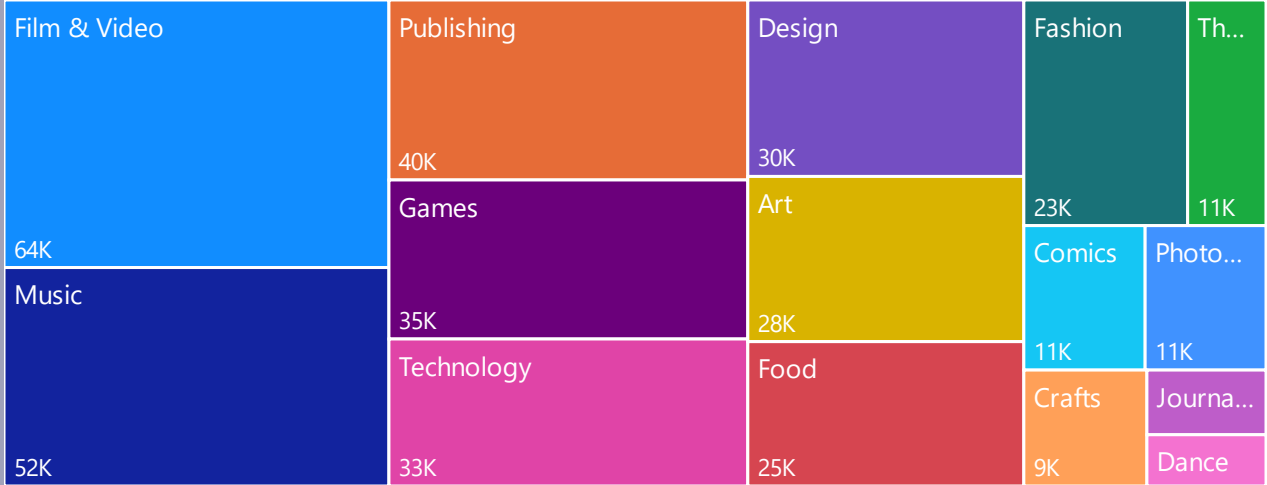 Film & Video
64K
Music
52K
Publishing
40K
Games
35K
Technology
33K
Design
30K
Art
28K
Food
25K
Fashion
23K
Th...
11K
Comics
11K
Photo...
11K
Crafts
9K
Journa...
Dance